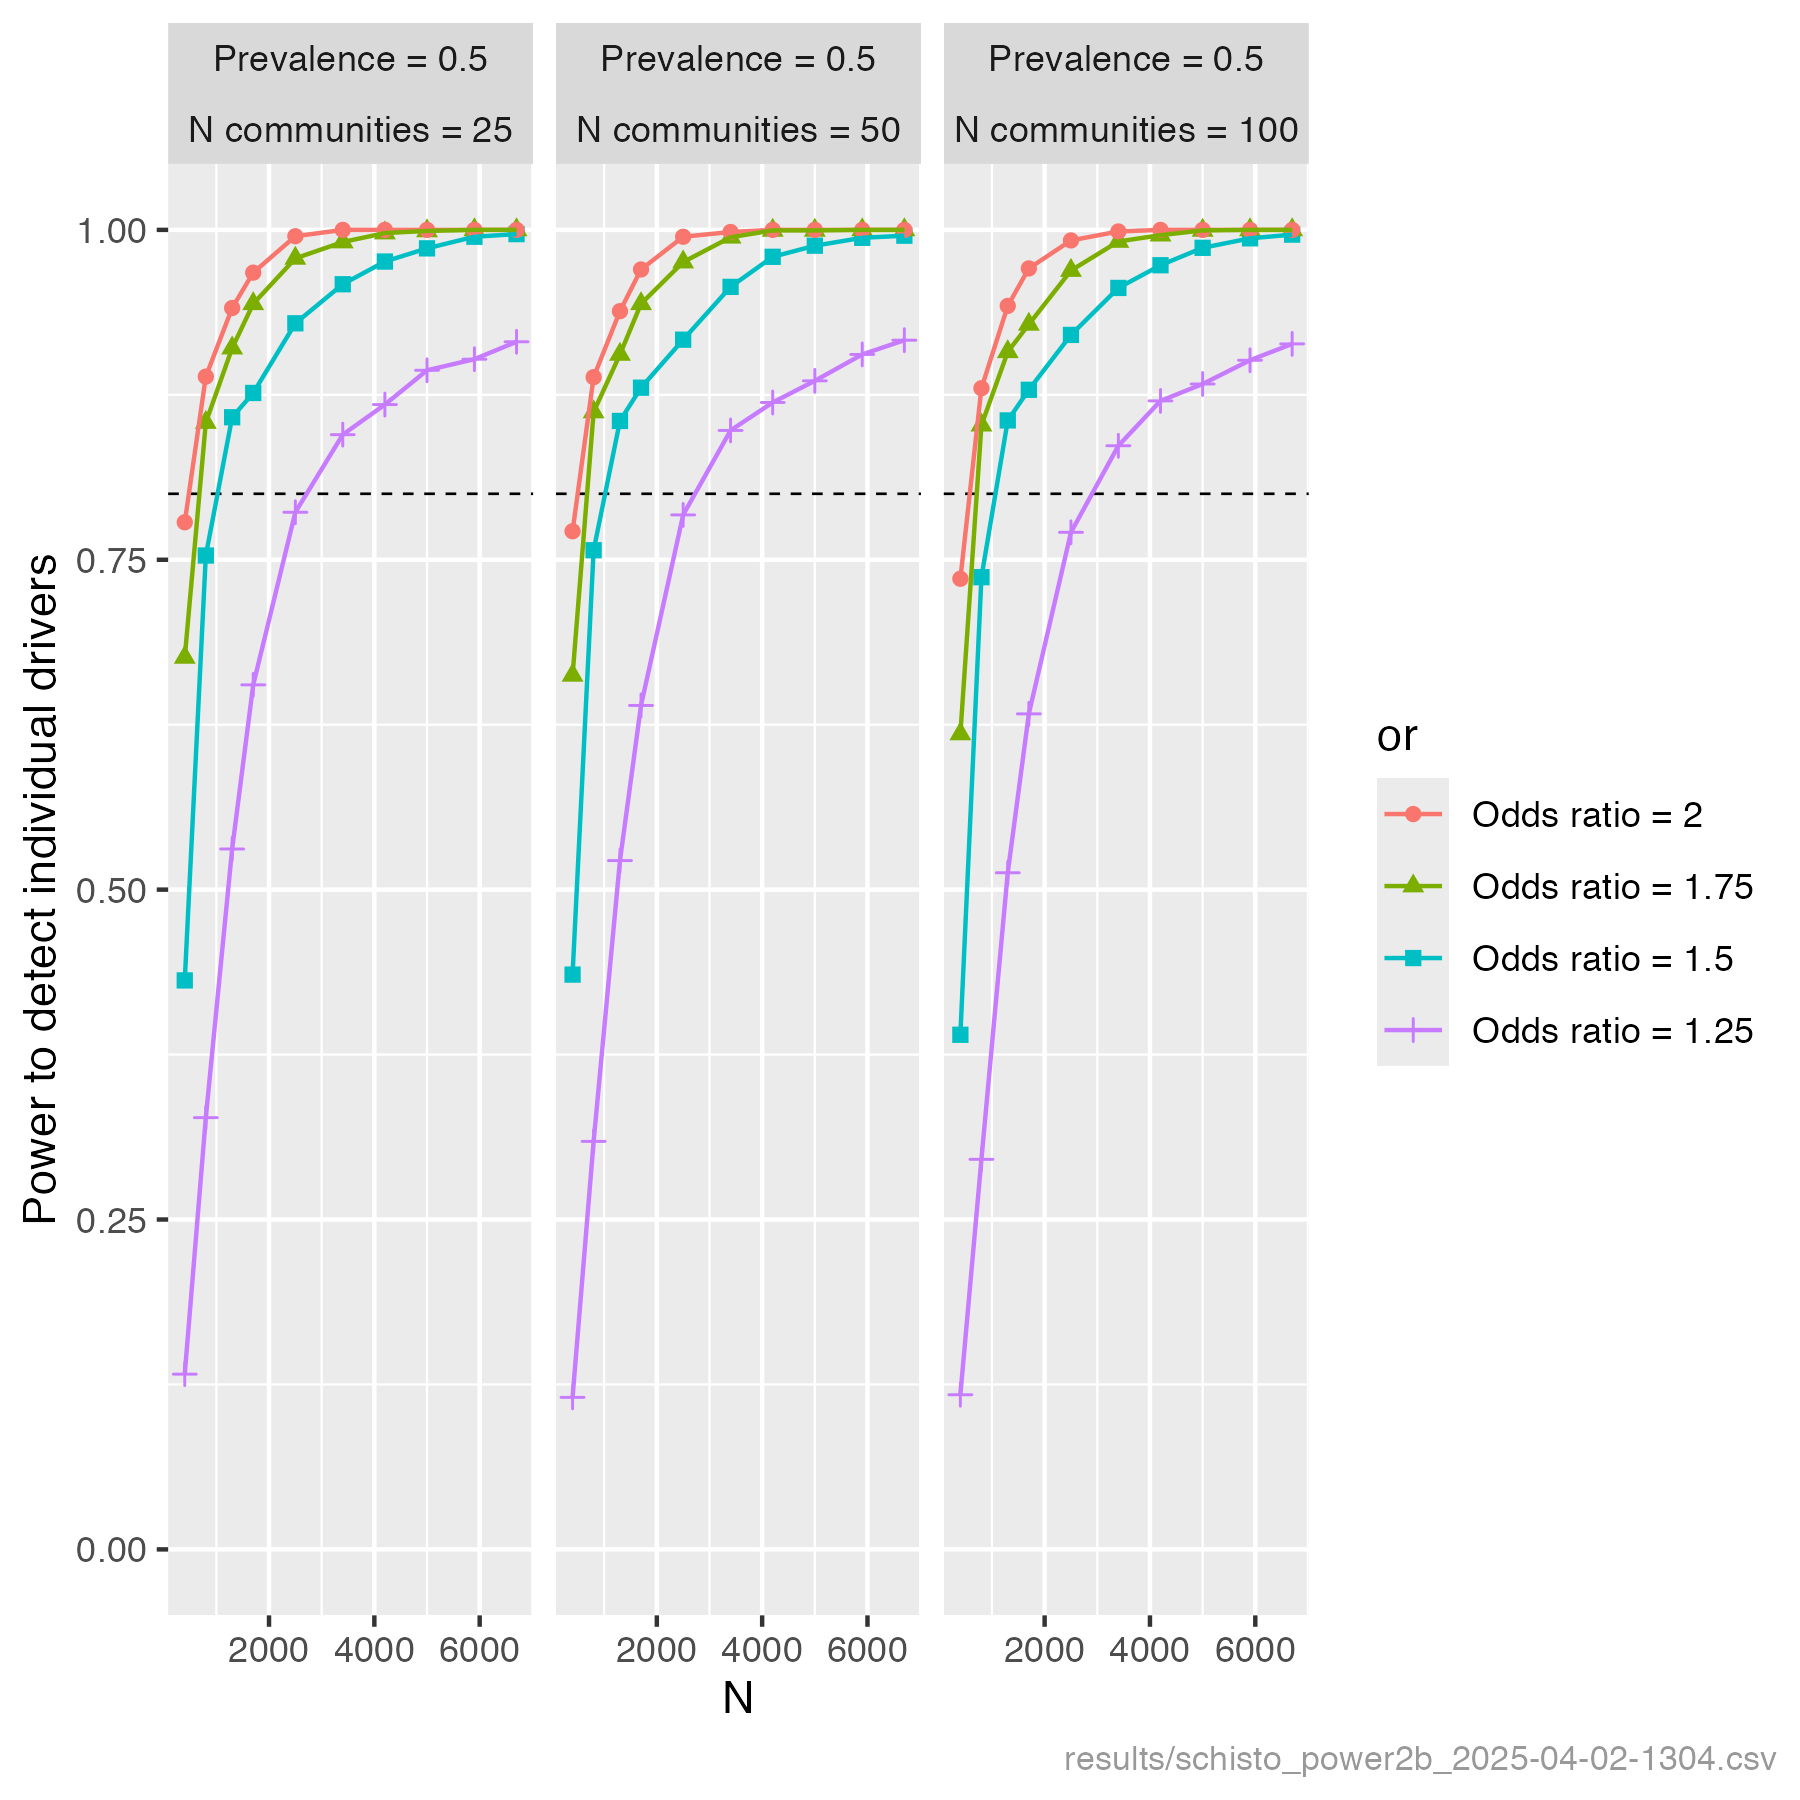 Prevalence = 0.5
N communities = 25
Prevalence = 0.5
N communities = 50
Prevalence = 0.5
N communities = 100
Power to detect individual drivers
1.00
0.75
0.50
0.25
0.00
2000 4000 6000
2000 4000 6000
2000 4000 6000
N
or
Odds ratio = 2
Odds ratio = 1.75
Odds ratio = 1.5
Odds ratio = 1.25
results/schisto_power2b_2025-04-02-1304.csv